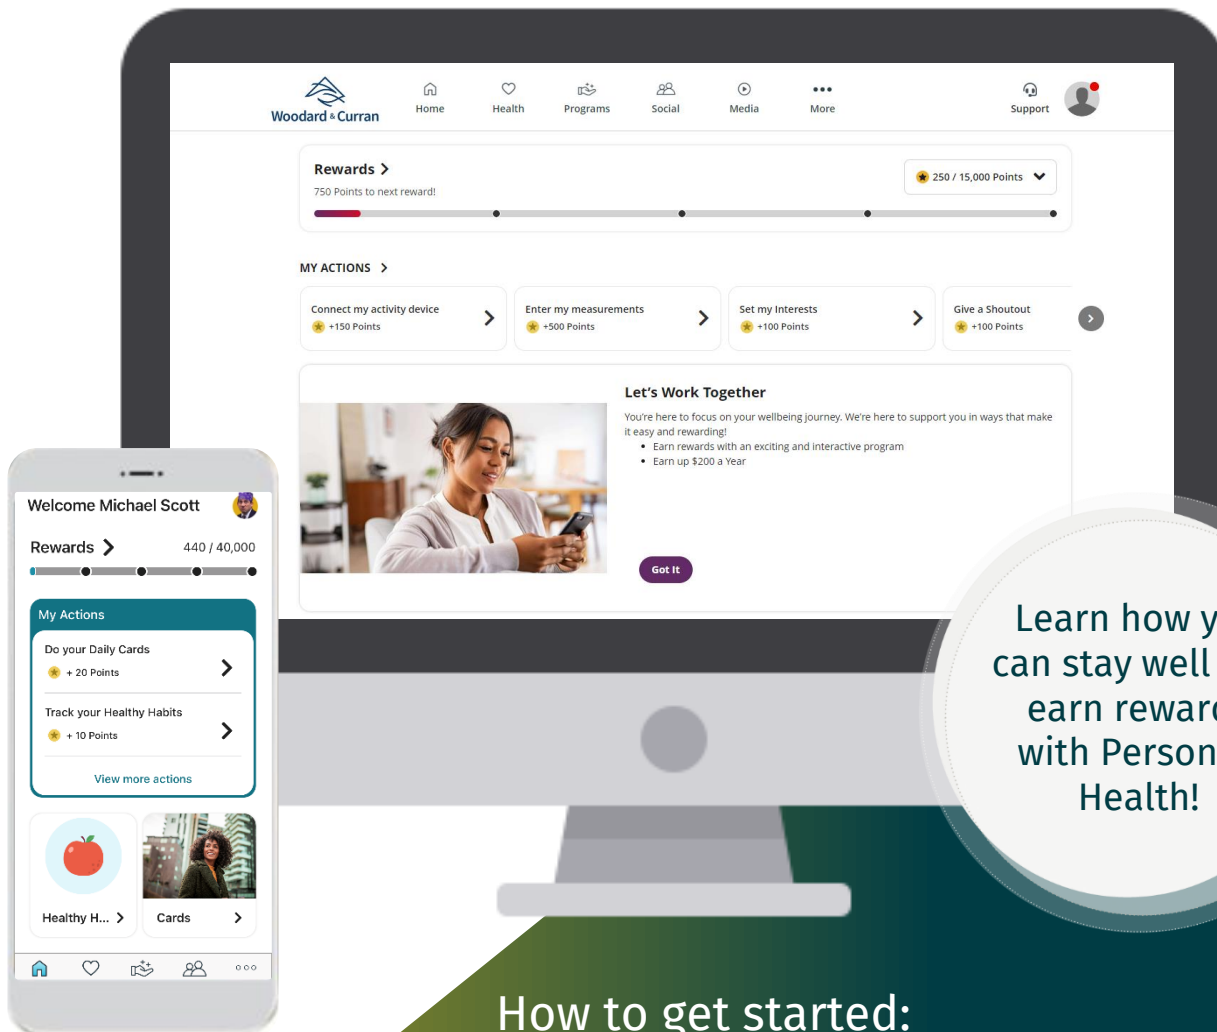 Woodard & Curran
Home
Health
Programs
Social
Media
More
Support
Rewards
250 / 15,000 Points
750 Points to next reward!
MY ACTIONS
Connect my activity device
+150 Points
Enter my measurements
+500 Points
Set my Interests
+100 Points
Give a Shoutout
+100 Points
Let's Work Together
You're here to focus on your wellbeing journey. We're here to support you in ways that make
it easy and rewarding!
Earn rewards with an exciting and interactive program
Earn up $200 a Year
Got It
Welcome Michael Scott
Rewards
440 / 40,000
My Actions
Do your Daily Cards
+ 20 Points
Track your Healthy Habits
+ 10 Points
View more actions
Healthy H...
Cards
Learn how
can stay well
earn
with
Health!
How to get started: